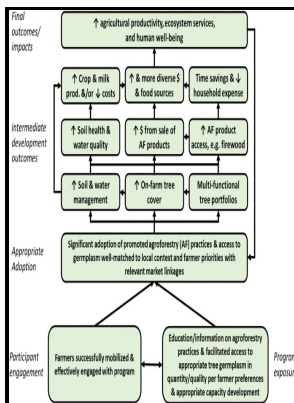 Final
outcomes/
impacts
↑ agricultural productivity, ecosystem services,
and human well-being
↑ Crop & milk
prod. &/or ↓ costs
↑ & more diverse $
& food sources
Time savings & ↓
household expense
Intermediate
development
outcomes
↑ Soil health &
water quality
↑ $ from sale of
AF products
↑ AF product
access, e.g. firewood
↑ Soil & water
management
↑ On-farm tree
cover
Multi-functional
tree portfolios
Appropriate
Adoption
Significant adoption of promoted agroforestry (AF) practices & access to
germplasm well-matched to local context and farmer priorities with
relevant market linkages
Participant
engagement
Farmers successfully mobilized &
effectively engaged with program
Education/information on agroforestry
practices & facilitated access to
appropriate tree germplasm in
quantity/quality per farmer preferences
& appropriate capacity development
Program
exposur